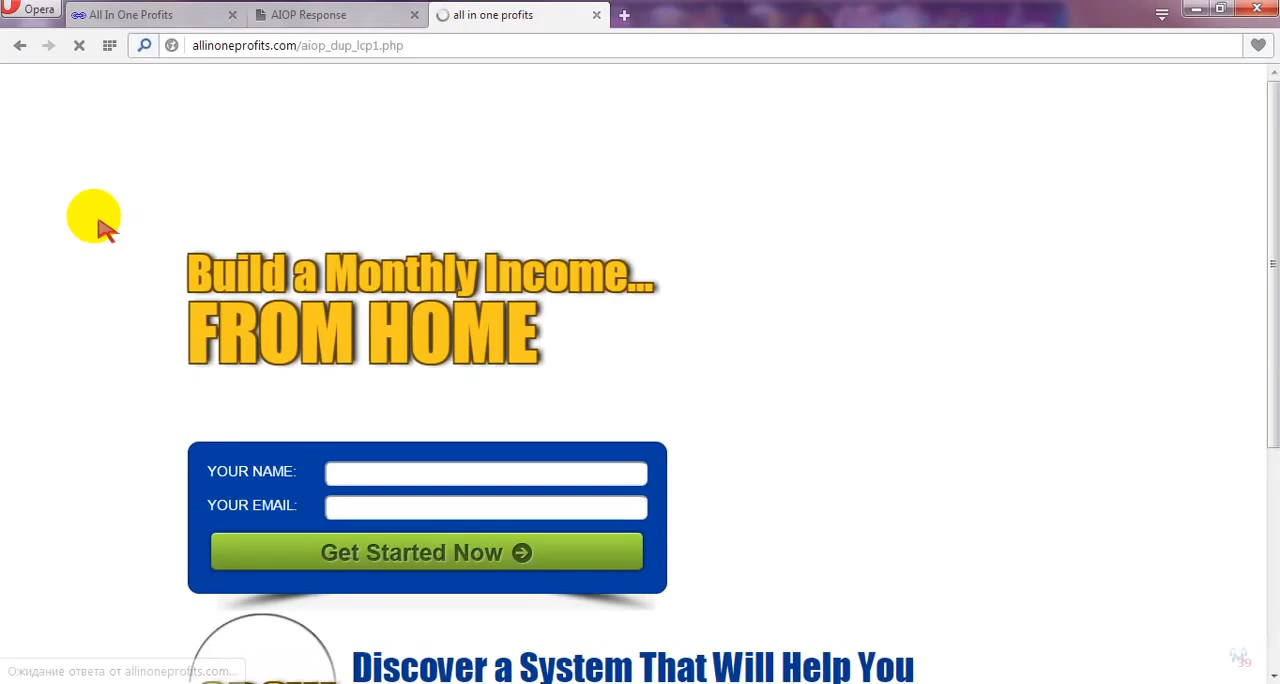 Opera
All In One Profits
AIOP Response
all in one profits
allinoneprofits.com/aiop_dup_lcp1.php
Build a Monthly Income...
FROM HOME
YOUR NAME:
YOUR EMAIL:
Get Started Now
Discover a System That Will Help You
Ожидание ответа от allinoneprofits.com...
39